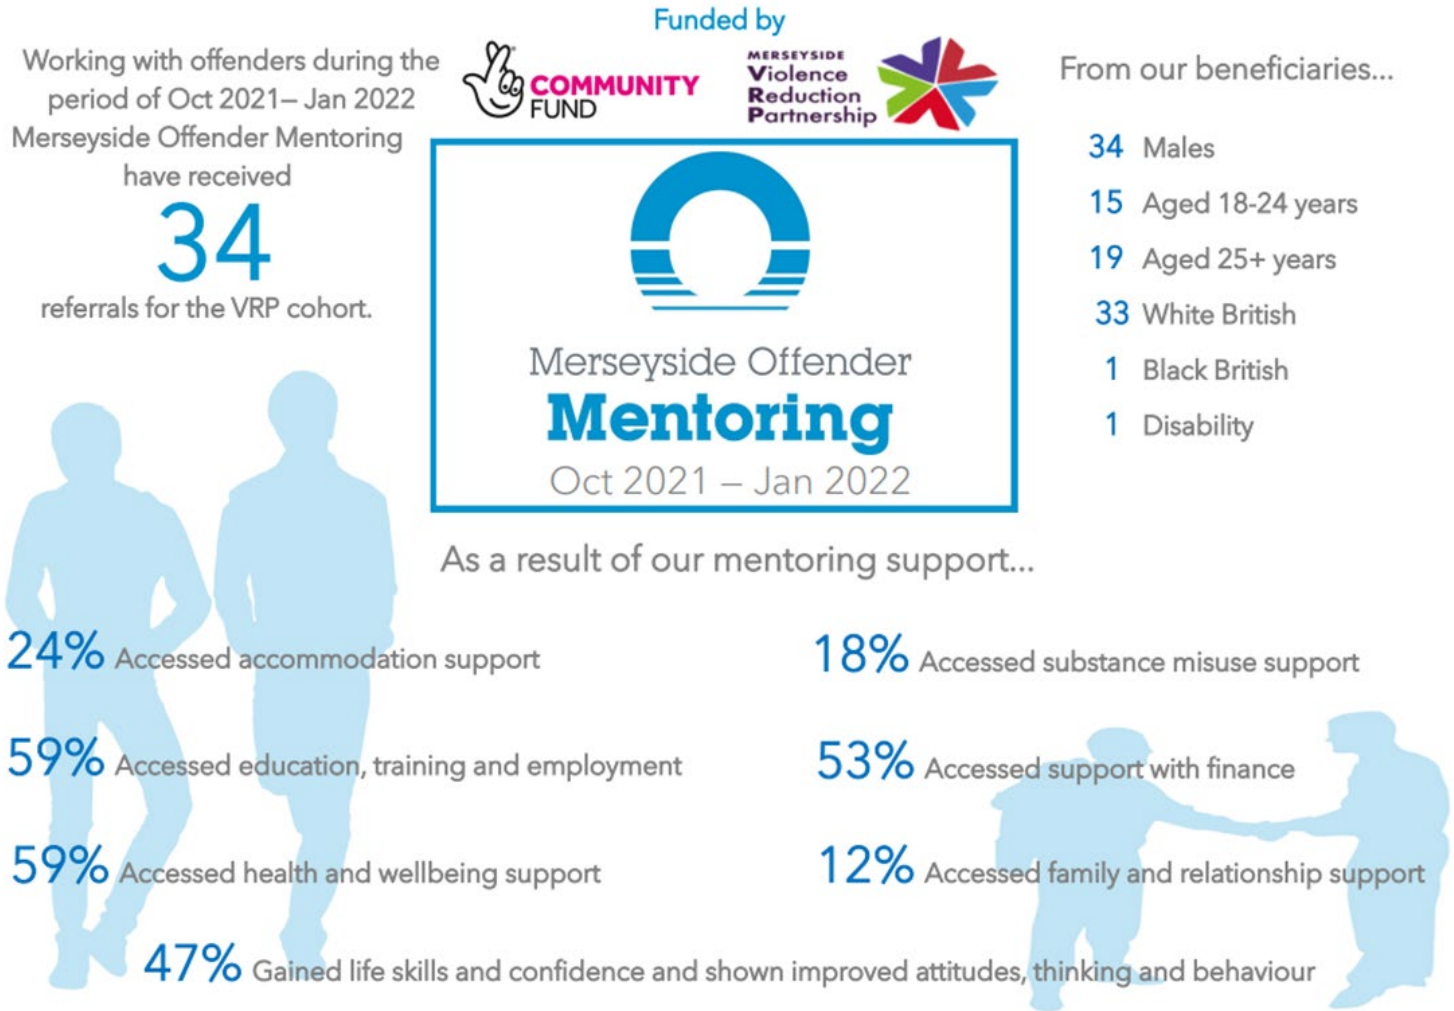 Funded by
Working with offenders during the
period of Oct 2021– Jan 2022
Merseyside Offender Mentoring
have received
34
referrals for the VRP cohort.
COMMUNITY
FUND
MERSEYSIDE
Violence
Reduction
Partnership
From our beneficiaries...
34 Males
15 Aged 18-24 years
19 Aged 25+ years
33 White British
1 Black British
1 Disability
Merseyside Offender
Mentoring
Oct 2021 – Jan 2022
As a result of our mentoring support...
24% Accessed accommodation support
18% Accessed substance misuse support
59% Accessed education, training and employment
53% Accessed support with finance
59% Accessed health and wellbeing support
12% Accessed family and relationship support
47% Gained life skills and confidence and shown improved attitudes, thinking and behaviour